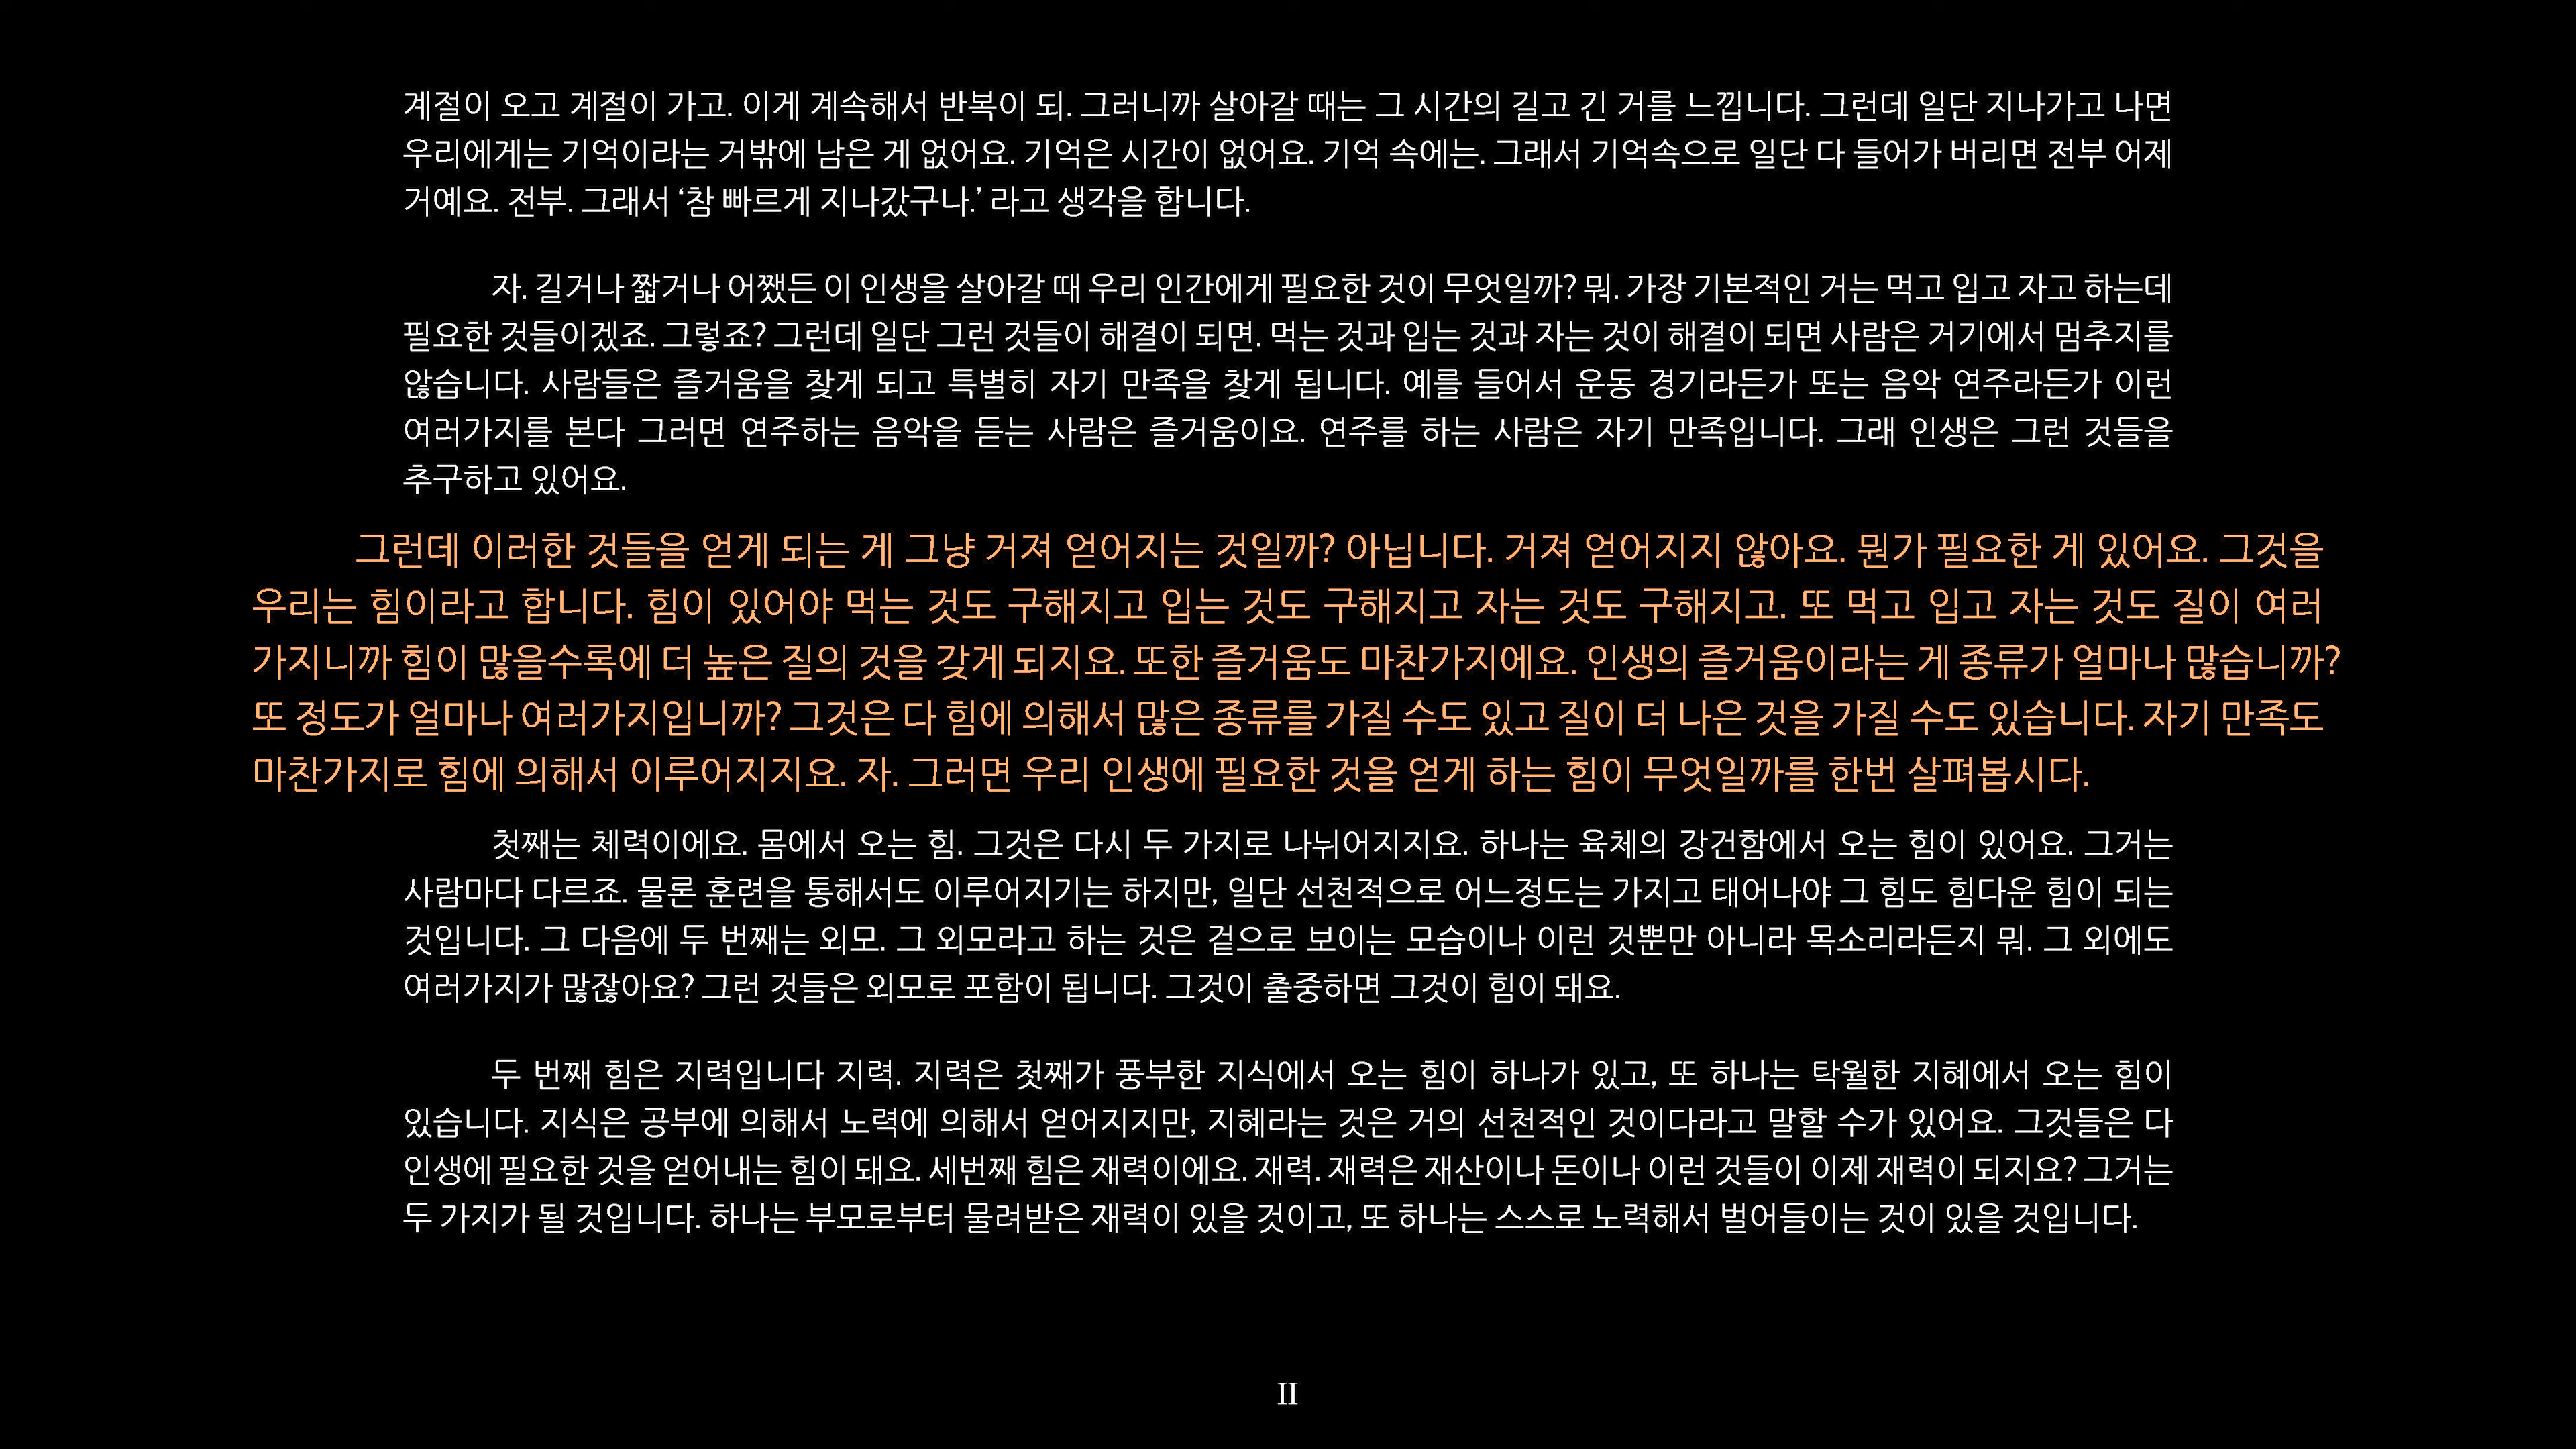 계절이 오고 계절이 가고. 이게 계속해서 반복이 되. 그러니까 살아갈 때는 그 시간의 길고 긴 거를 느낍니다. 그런데 일단 지나가고 나면
우리에게는 기억이라는 거밖에 남은 게 없어요. 기억은 시간이 없어요. 기억 속에는. 그래서 기억속으로 일단 다 들어가 버리면 전부 어제
거예요. 전부. 그래서 ‘참 빠르게 지나갔구나.’ 라고 생각을 합니다.
자. 길거나 짧거나 어쨌든 이 인생을 살아갈 때 우리 인간에게 필요한 것이 무엇일까? 뭐. 가장 기본적인 거는 먹고 입고 자고 하는데
필요한 것들이겠죠. 그렇죠? 그런데 일단 그런 것들이 해결이 되면. 먹는 것과 입는 것과 자는 것이 해결이 되면 사람은 거기에서 멈추지를
않습니다. 사람들은 즐거움을 찾게 되고 특별히 자기 만족을 찾게 됩니다. 예를 들어서 운동 경기라든가 또는 음악 연주라든가 이런
여러가지를 본다 그러면 연주하는 음악을 듣는 사람은 즐거움이요. 연주를 하는 사람은 자기 만족입니다. 그래 인생은 그런 것들을
추구하고 있어요.
그런데 이러한 것들을 얻게 되는 게 그냥 거져 얻어지는 것일까? 아닙니다. 거져 얻어지지 않아요. 뭔가 필요한 게 있어요. 그것을
우리는 힘이라고 합니다. 힘이 있어야 먹는 것도 구해지고 입는 것도 구해지고 자는 것도 구해지고. 또 먹고 입고 자는 것도 질이 여러
가지니까 힘이 많을수록에 더 높은 질의 것을 갖게 되지요. 또한 즐거움도 마찬가지에요. 인생의 즐거움이라는 게 종류가 얼마나 많습니까?
또 정도가 얼마나 여러가지입니까? 그것은 다 힘에 의해서 많은 종류를 가질 수도 있고 질이 더 나은 것을 가질 수도 있습니다. 자기 만족도
마찬가지로 힘에 의해서 이루어지지요. 자. 그러면 우리 인생에 필요한 것을 얻게 하는 힘이 무엇일까를 한번 살펴봅시다.
첫째는 체력이에요. 몸에서 오는 힘. 그것은 다시 두 가지로 나뉘어지지요. 하나는 육체의 강건함에서 오는 힘이 있어요. 그거는
사람마다 다르죠. 물론 훈련을 통해서도 이루어지기는 하지만, 일단 선천적으로 어느정도는 가지고 태어나야 그 힘도 힘다운 힘이 되는
것입니다. 그 다음에 두 번째는 외모. 그 외모라고 하는 것은 겉으로 보이는 모습이나 이런 것뿐만 아니라 목소리라든지 뭐. 그 외에도
여러가지가 많잖아요? 그런 것들은 외모로 포함이 됩니다. 그것이 출중하면 그것이 힘이 돼요.
두 번째 힘은 지력입니다 지력. 지력은 첫째가 풍부한 지식에서 오는 힘이 하나가 있고, 또 하나는 탁월한 지혜에서 오는 힘이
있습니다. 지식은 공부에 의해서 노력에 의해서 얻어지지만, 지혜라는 것은 거의 선천적인 것이다라고 말할 수가 있어요. 그것들은 다
인생에 필요한 것을 얻어내는 힘이 돼요. 세번째 힘은 재력이에요. 재력. 재력은 재산이나 돈이나 이런 것들이 이제 재력이 되지요? 그거는
두 가지가 될 것입니다. 하나는 부모로부터 물려받은 재력이 있을 것이고, 또 하나는 스스로 노력해서 벌어들이는 것이 있을 것입니다.
II